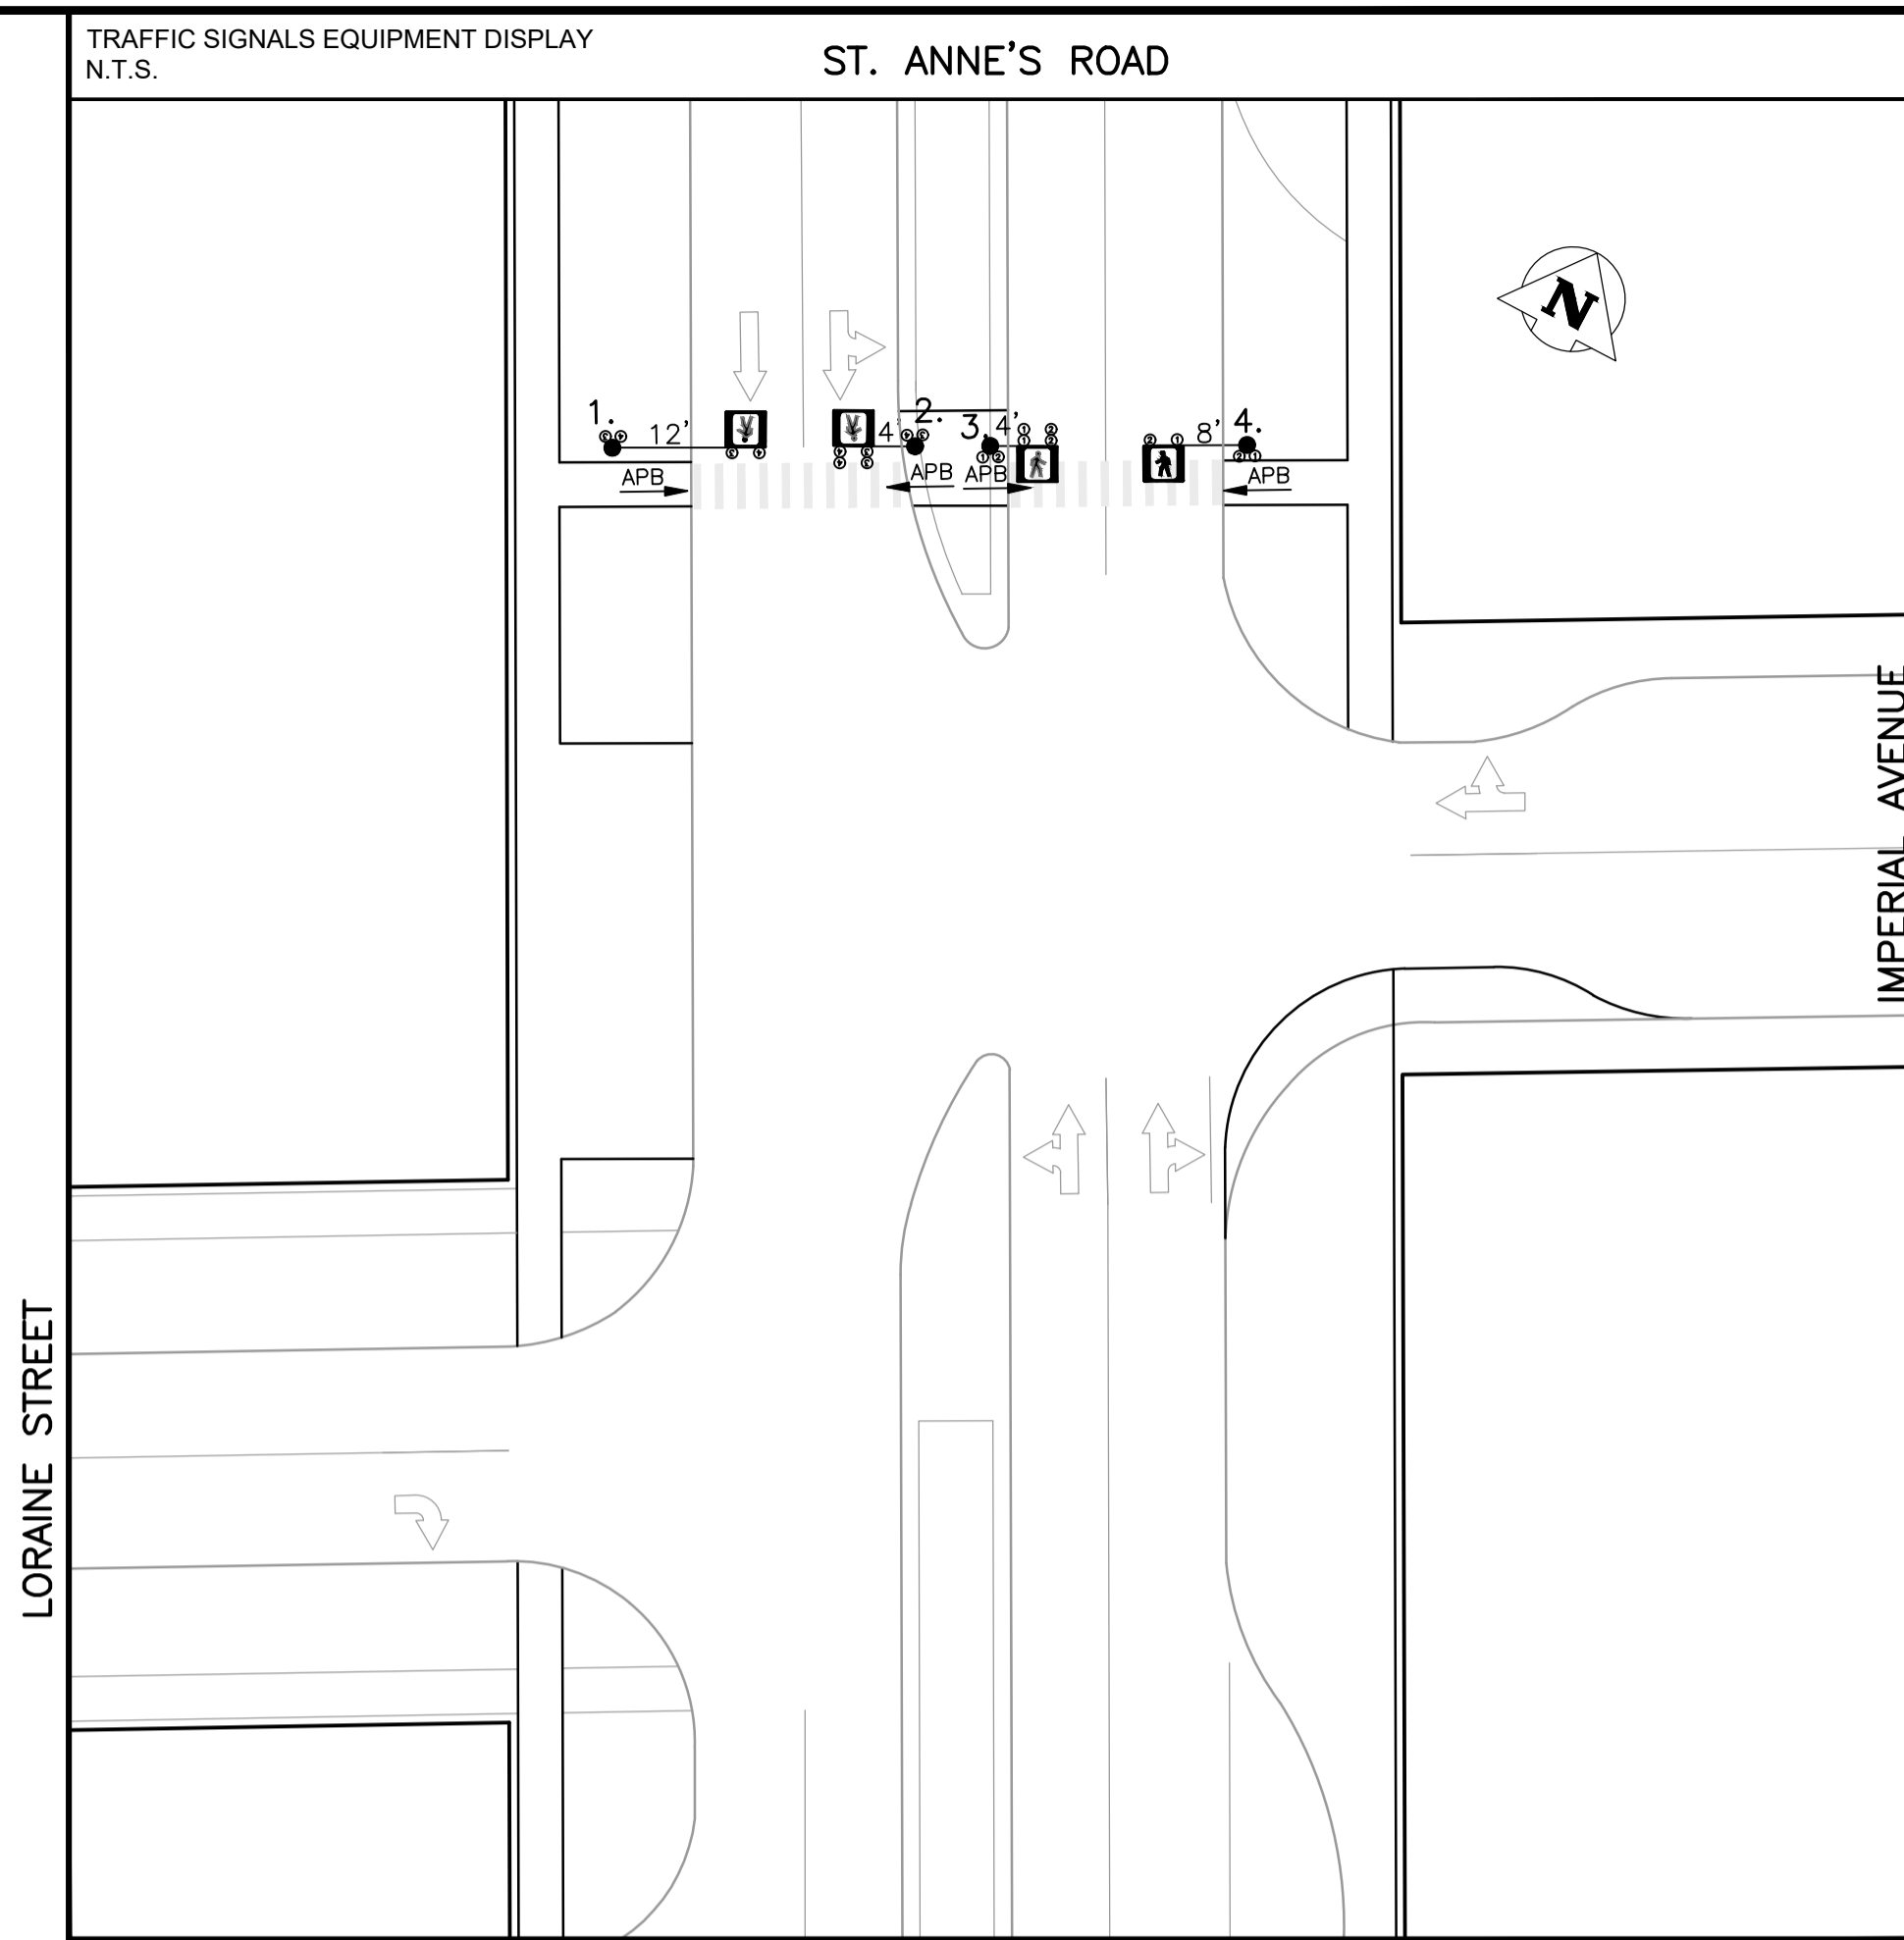 TRAFFIC SIGNALS EQUIPMENT DISPLAY
N.T.S.
ST. ANNE'S ROAD
N
1.
12'
4'
2.
3.
4'
8'
4.
APB
APB
APB
APB
IMPERIAL AVENUE
LORAINE STREET